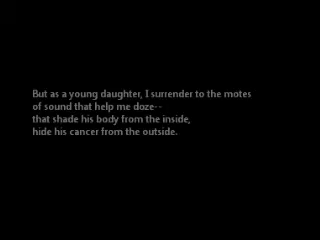 But as a young daughter, I surrender to the motes
of sound that help me doze--
that shade his body from the inside,
hide his cancer from the outside.